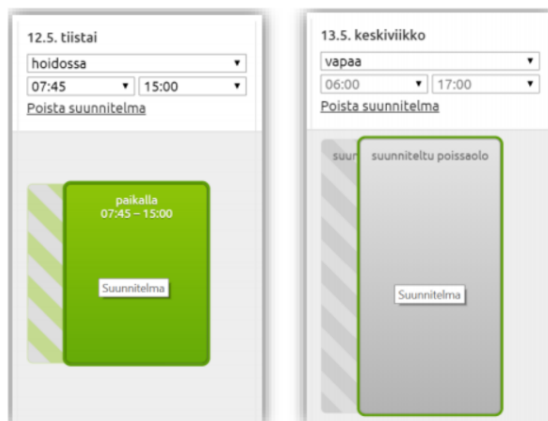 12.5. tiistai
hoidossa
07:45 15:00
Poista suunnitelma
paikalla
07:45 – 15:00
Suunnitelma
13.5. keskiviikko
vapaa
06:00 17:00
Poista suunnitelma
suur suunniteltu poissaolo
Suunnitelma